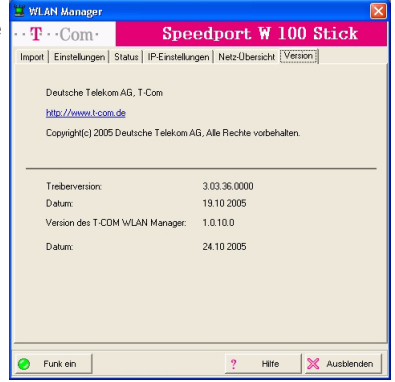 WLAN Manager
··T··Com· Speedport W 100 Stick
Import Einstellungen Status IP-Einstellungen Netz-Übersicht Version
Deutsche Telekom AG, T-Com
http://www.t-com.de
Copyright(c) 2005 Deutsche Telekom AG, Alle Rechte vorbehalten.
Treiberversion: 3.03.36.0000
Datum: 19.10 2005
Version des T-COM WLAN Manager: 1.0.10.0
Datum: 24.10 2005
Funk ein ? Hilfe Ausblenden